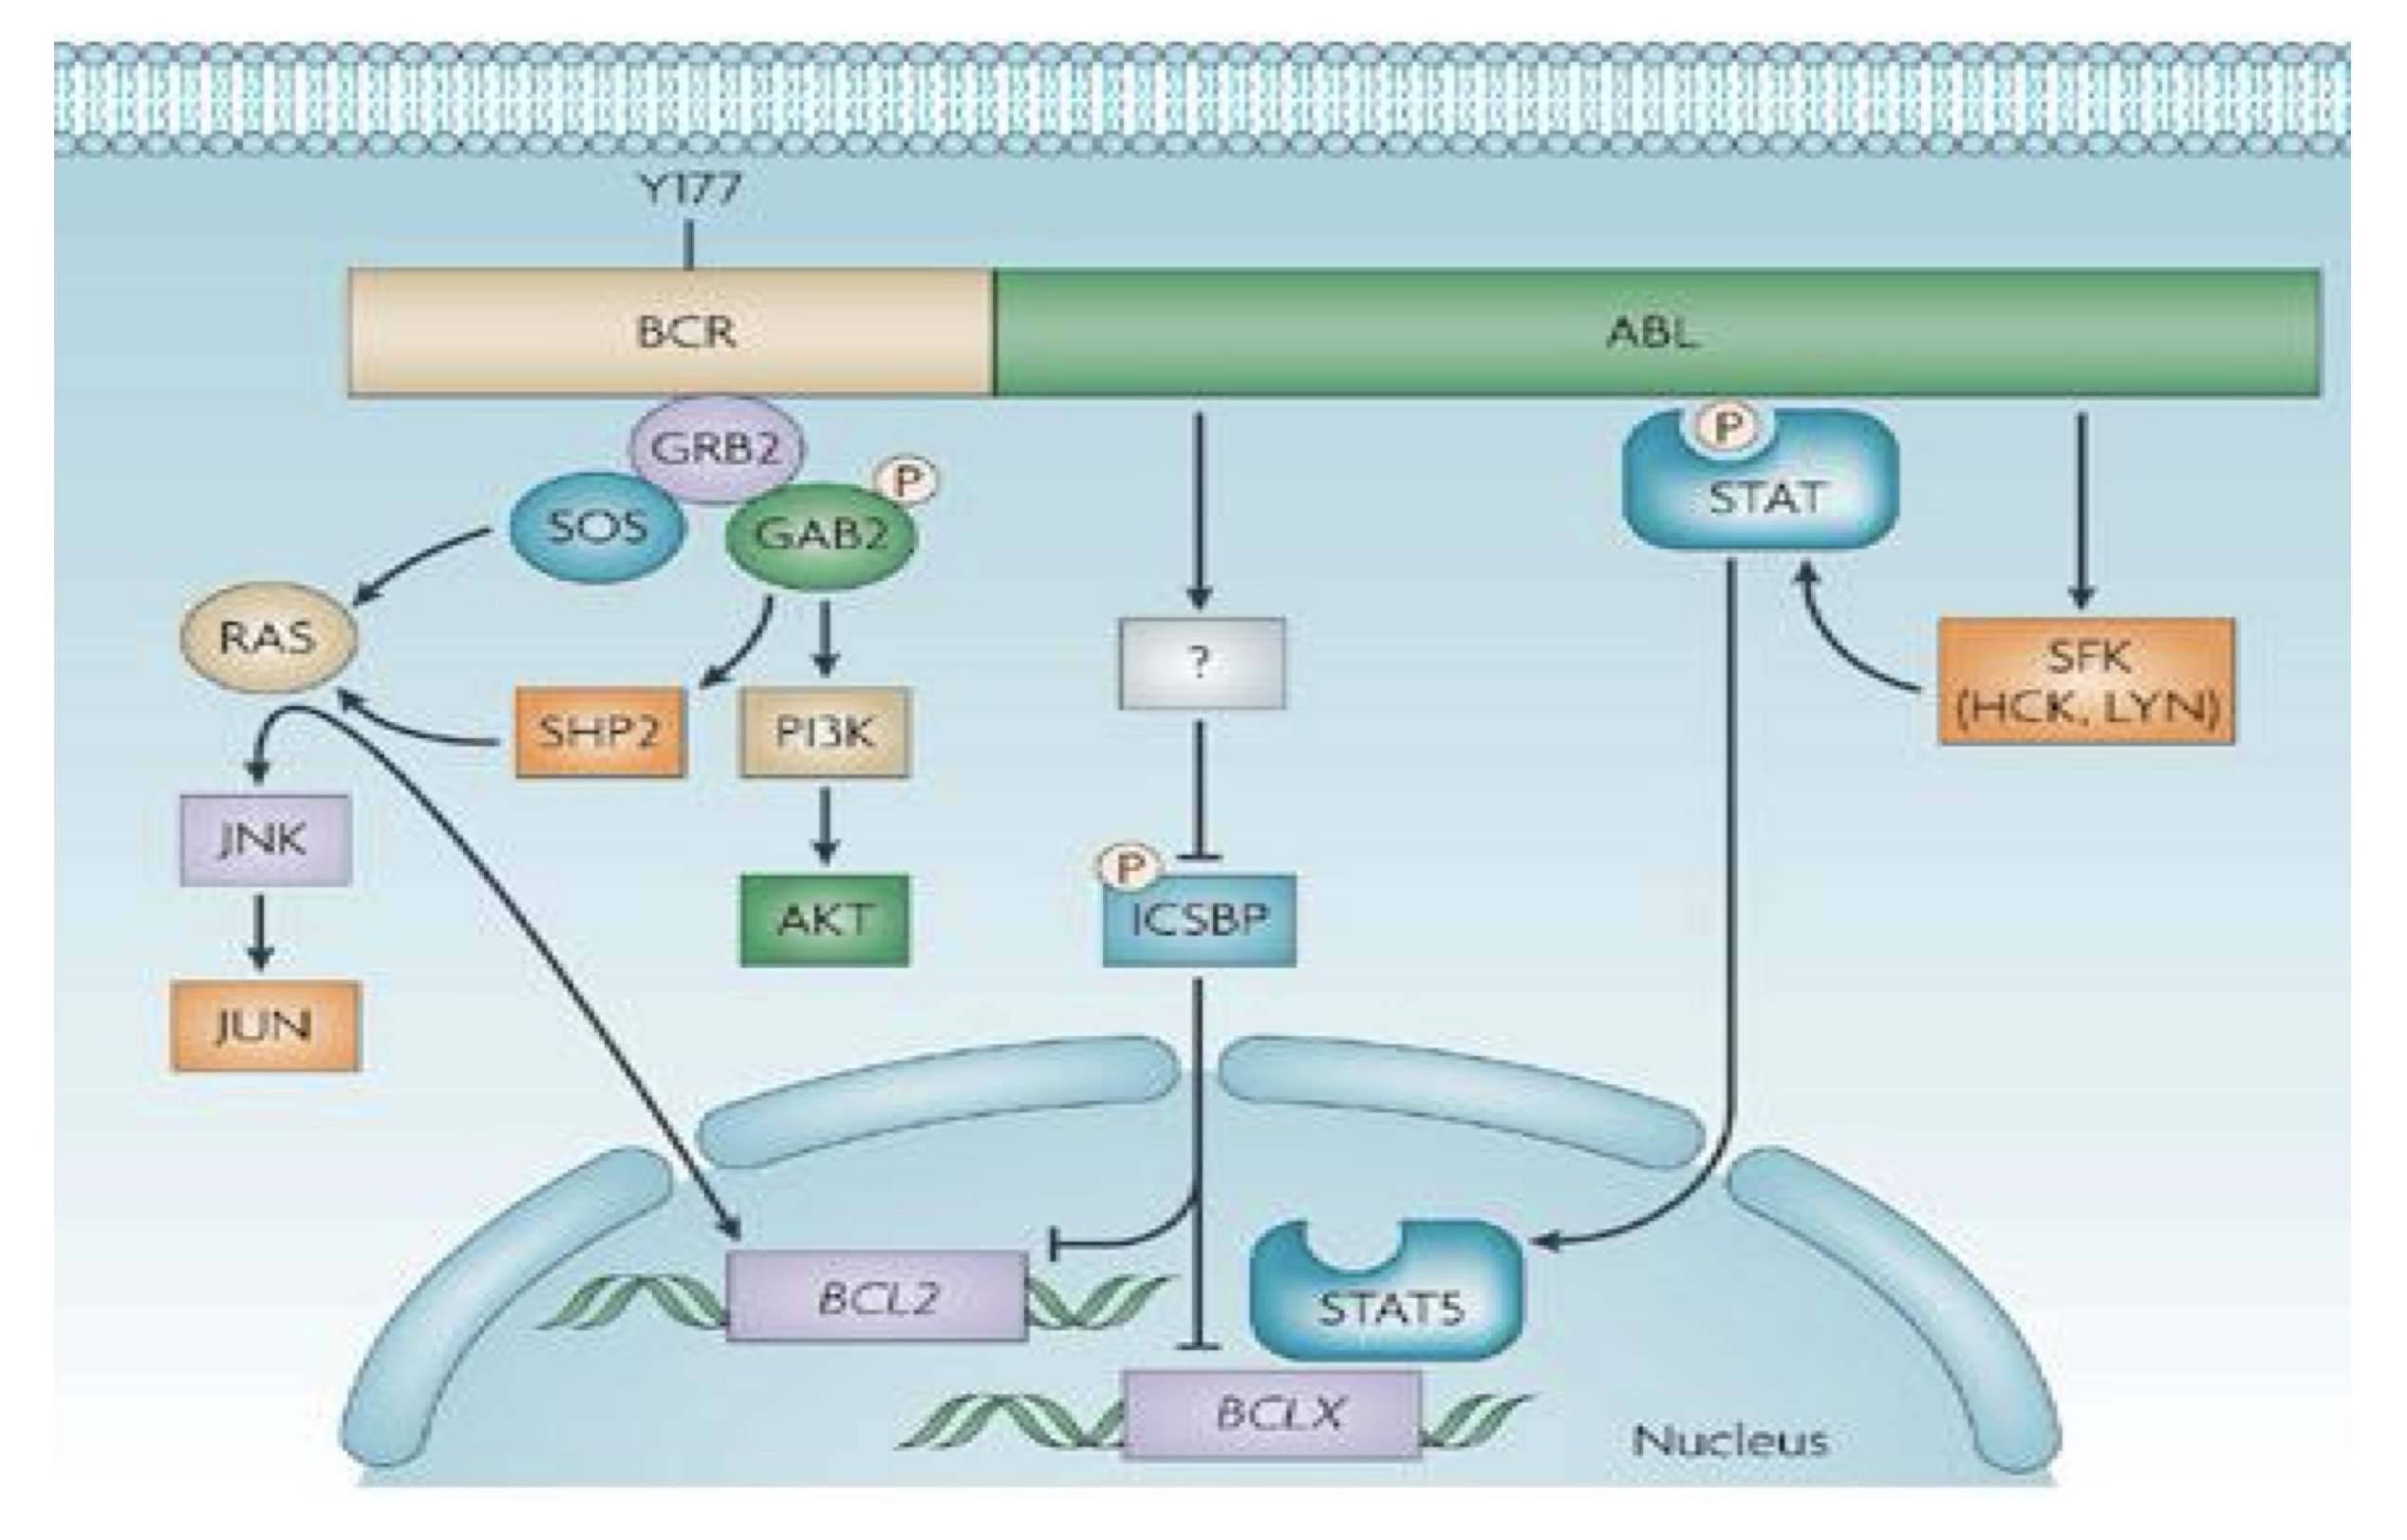 Y177
BCR
ABL
GRB2
P
STAT
P
SOS
GAB2
RAS
?
SFK
(HCK, LYN)
SHP2
PI3K
JNK
P
AKT
ICSBP
JUN
BCL2
STAT5
BCLX
Nucleus